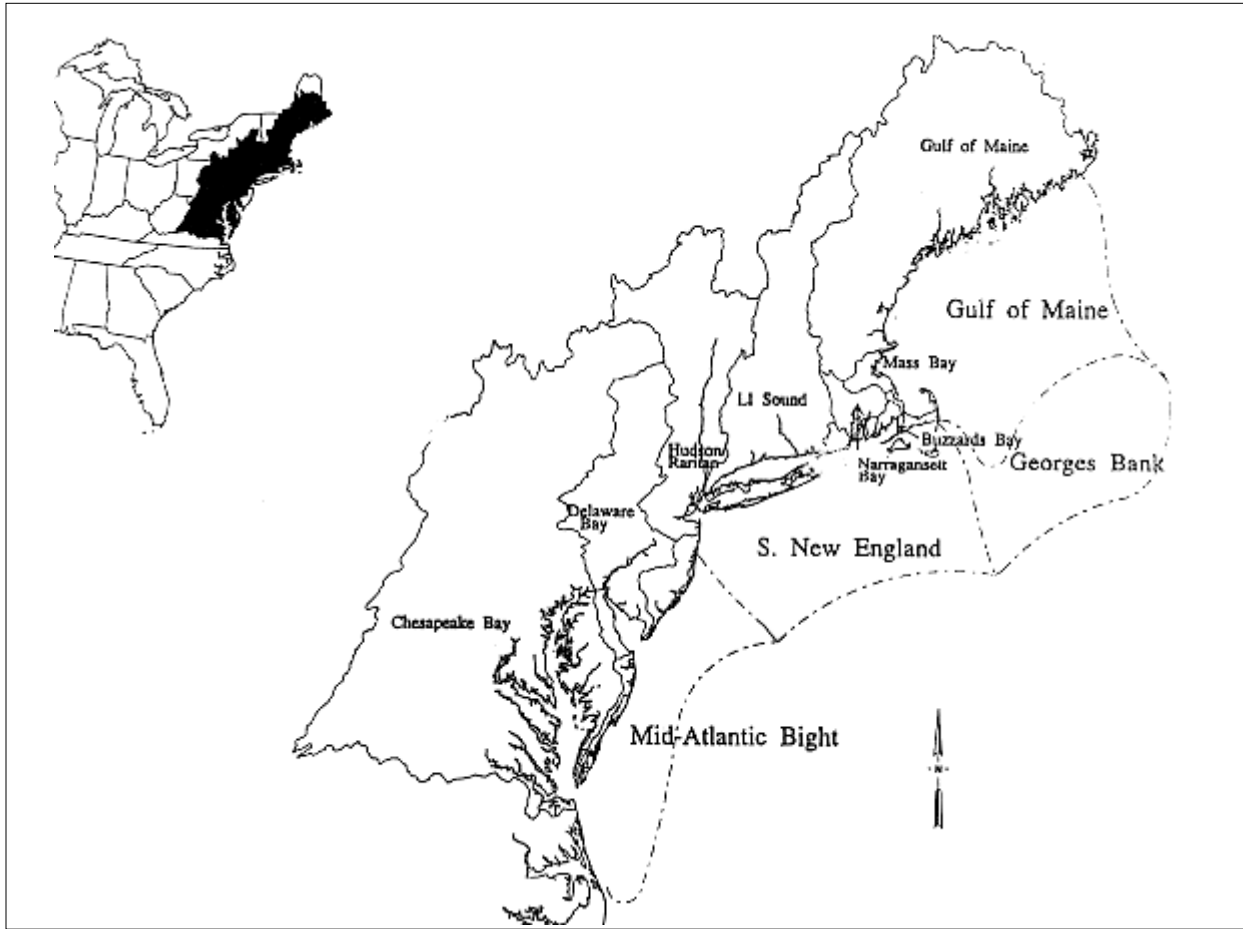 Gulf of Maine
Gulf of Maine
Mass Bay
LI Sound
Buzzards Bay
Hudson/
Raritan
Narragansett
Bay
Georges Bank
Delaware
Bay
S. New England
Chesapeake Bay
Mid-Atlantic Bight
N